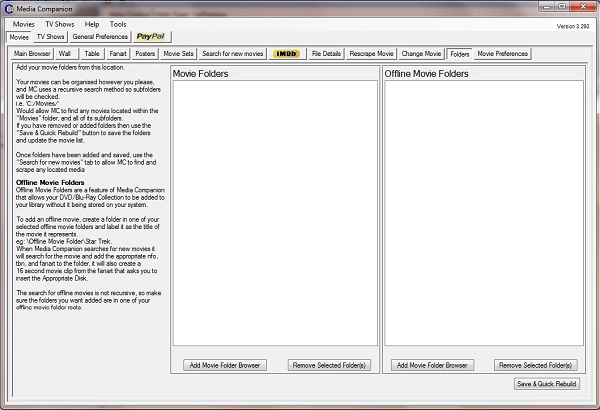 Media Companion
Movies TV Shows Help Tools
Version 3.293
Movies TV Shows General Preferences PayPal
Main Browser Wall Table Fanart Posters Movie Sets Search for new movies IMDb File Details Rescrape Movie Change Movie Folders Movie Preferences
Add your movie folders from this location.
Your movies can be organised however you please,
and MC uses a recursive search method so subfolders
will be checked.
i.e. 'C:/Movies/'
Would allow MC to find any movies located within the
"Movies" folder, and all of its subfolders.
If you have removed or added folders then use the
"Save & Quick Rebuild" button to save the folders
and update the movie list.
Once folders have been added and saved, use the
"Search for new movies" tab to allow MC to find and
scrape any located media
Offline Movie Folders
Offline Movie Folders are a feature of Media Companion
that allows your DVD/Blu-Ray Collection to be added to
your library without it being stored on your system.
To add an offline movie, create a folder in one of your
selected offline movie folders and label it as the title of
the movie it represents.
eg: \Offline Movie Folder\Star Trek.
When Media Companion searches for new movies it
will search for the movie and add the appropriate nfo,
tbn, and fanart to the folder, it will also create a
16 second movie clip from the fanart that asks you to
insert the Appropriate Disk.
The search for offline movies is not recursive, so make
sure the folders you want added are in one of your
offline movie folder roots.
Movie Folders
Add Movie Folder Browser Remove Selected Folder(s)
Offline Movie Folders
Add Movie Folder Browser Remove Selected Folder(s)
Save & Quick Rebuild